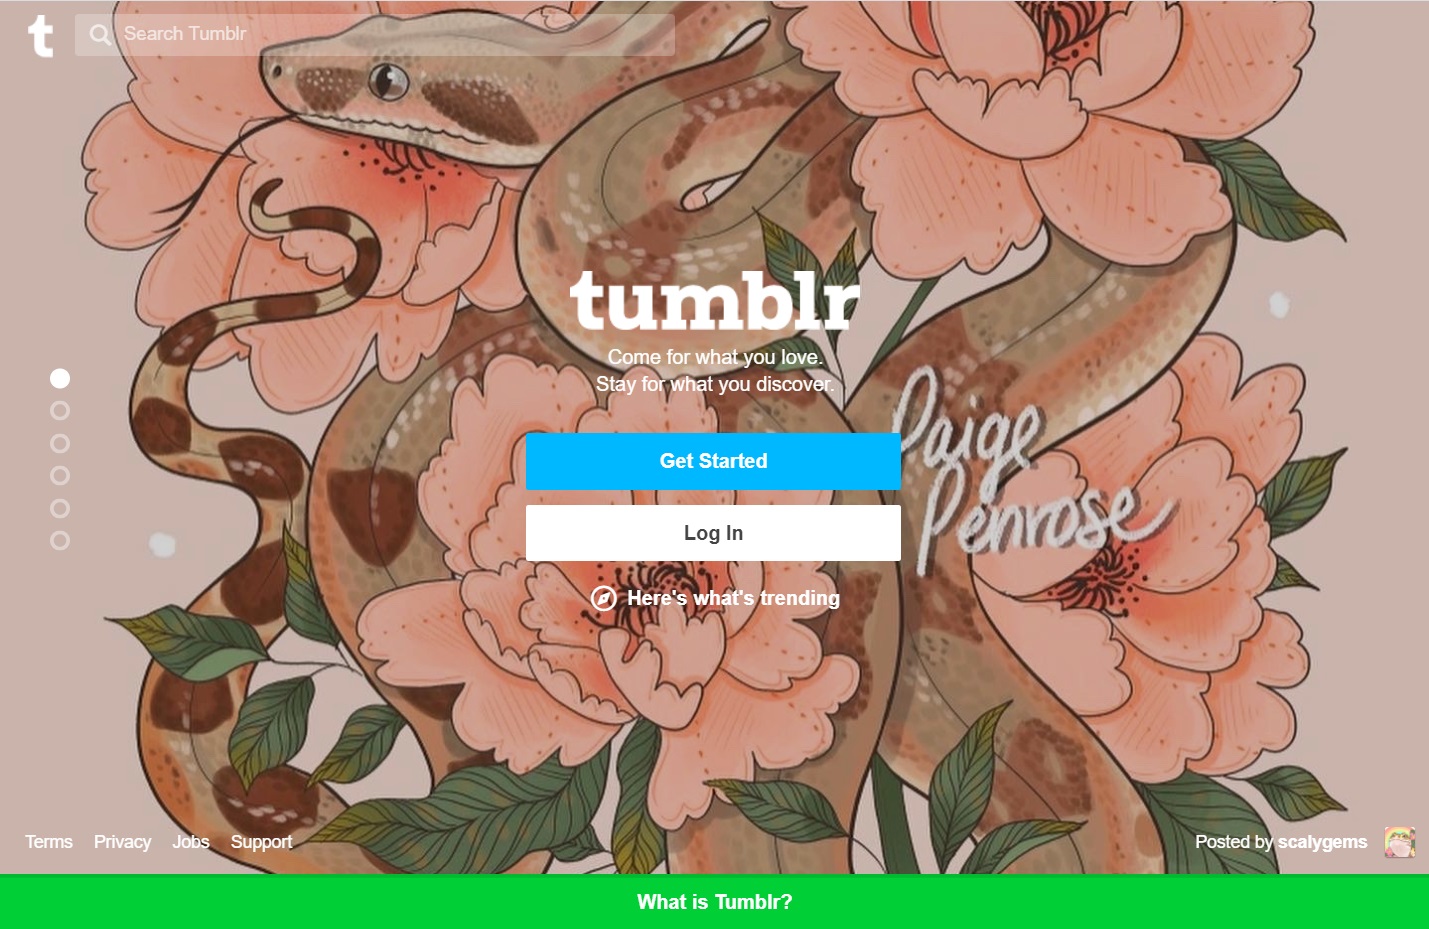 t
Search Tumblr
tumblr
Come for what you love.
Stay for what you discover.
Get Started
Log In
Here's what's trending
Paige
Penrose
Terms Privacy Jobs Support
Posted by scalygems
What is Tumblr?